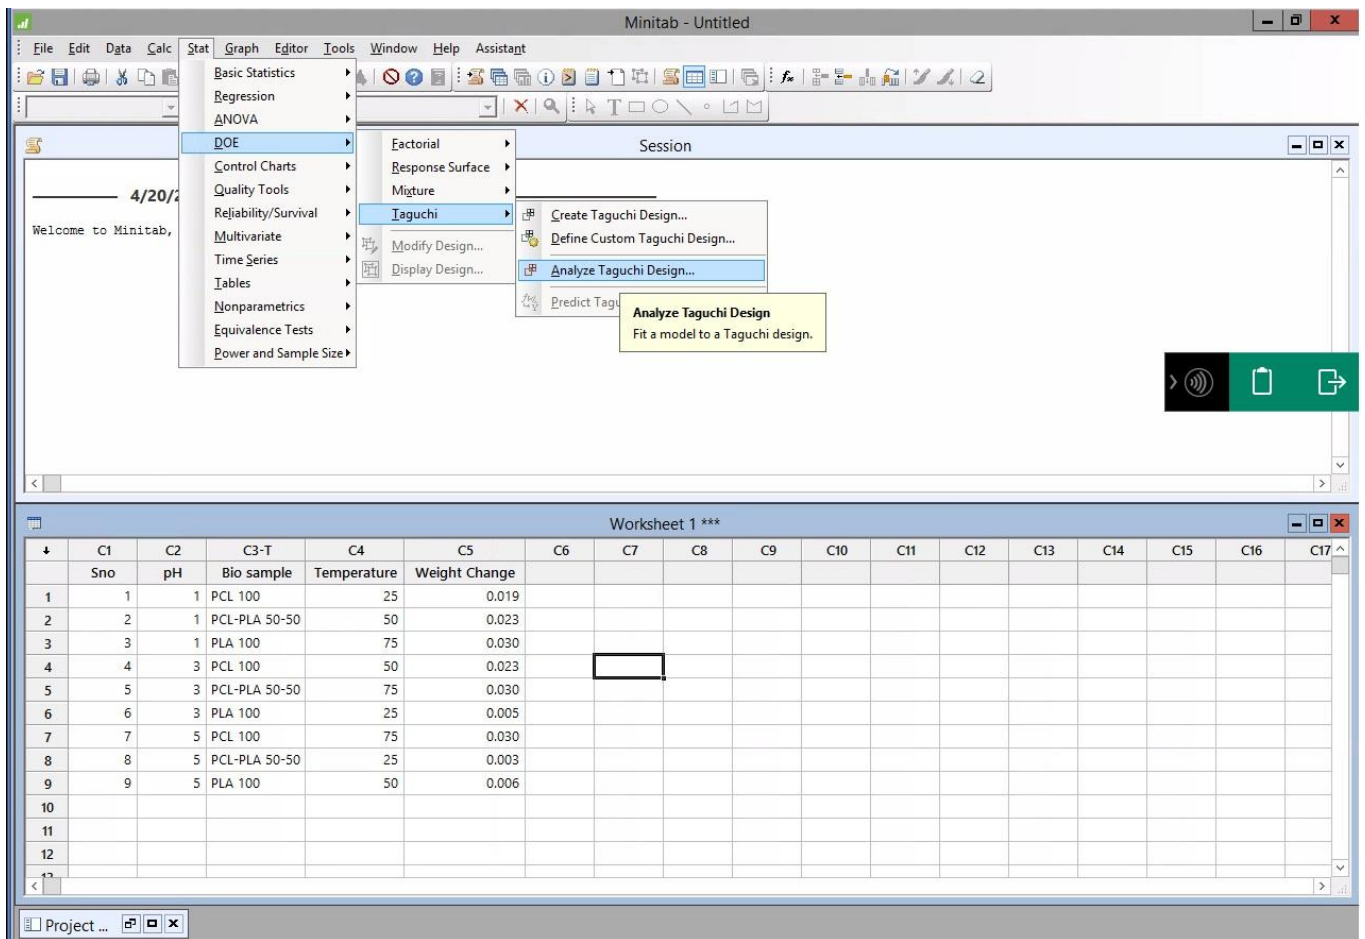 Minitab - Untitled
File Edit Data Calc Stat Graph Editor Tools Window Help Assistant
Basic Statistics
Regression
ANOVA
DOE
Control Charts
Quality Tools
Reliability/Survival
Multivariate
Time Series
Tables
Nonparametrics
Equivalence Tests
Power and Sample Size
Factorial
Response Surface
Mixture
Taguchi
Modify Design...
Display Design...
Create Taguchi Design...
Define Custom Taguchi Design...
Analyze Taguchi Design...
Predict Tagu
Analyze Taguchi Design
Fit a model to a Taguchi design.
Session
4/20/2
Welcome to Minitab,
Worksheet 1 ***
C1 C2 C3-T C4 C5 C6 C7 C8 C9 C10 C11 C12 C13 C14 C15 C16 C17
Sno pH Bio sample Temperature Weight Change
1 1 1 PCL 100 25 0.019
2 2 1 PCL-PLA 50-50 50 0.023
3 3 1 PLA 100 75 0.030
4 4 3 PCL 100 50 0.023
5 5 3 PCL-PLA 50-50 75 0.030
6 6 3 PLA 100 25 0.005
7 7 5 PCL 100 75 0.030
8 8 5 PCL-PLA 50-50 25 0.003
9 9 5 PLA 100 50 0.006
10
11
12
Project ...